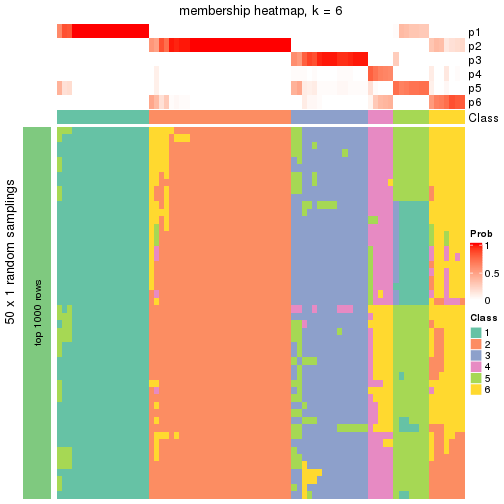 membership heatmap, k = 6
p1
p2
p3
p4
p5
p6
Class
50 x 1 random samplings
top 1000 rows
Prob
1
0.5
0
Class
1
2
3
4
5
6